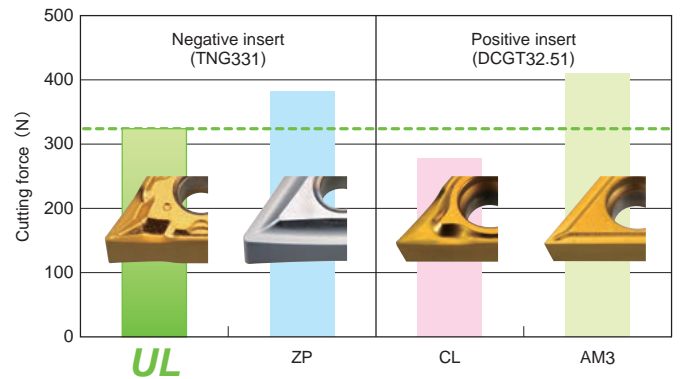 500
400
300
200
100
0
Cutting force (N)
Negative insert
(TNG331)
Positive insert
(DCGT32.51)
UL
ZP
CL
AM3